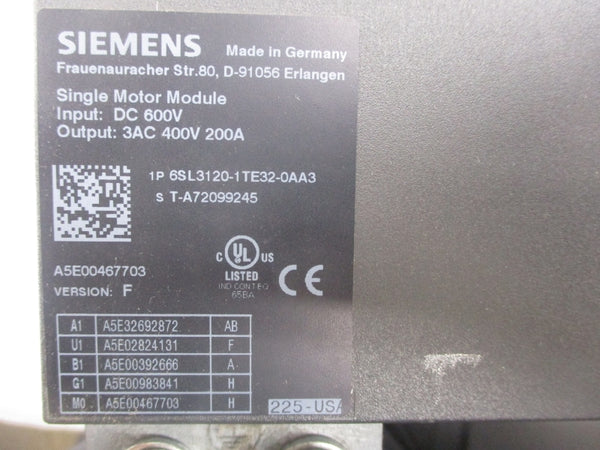 SIEMENS Made in Germany
Frauenauracher Str.80, D-91056 Erlangen
Single Motor Module
Input: DC 600V
Output: 3AC 400V 200A
1P 6SL3120-1TE32-0AA3
S T-A72099245
C UL US
LISTED
IND.CONT.EQ
65BA
CE
A5E00467703
VERSION: F
A1 A5E32692872 AB
U1 A5E02824131 F
B1 A5E00392666 A
G1 A5E00983841 H
M0 A5E00467703 H
225-USA